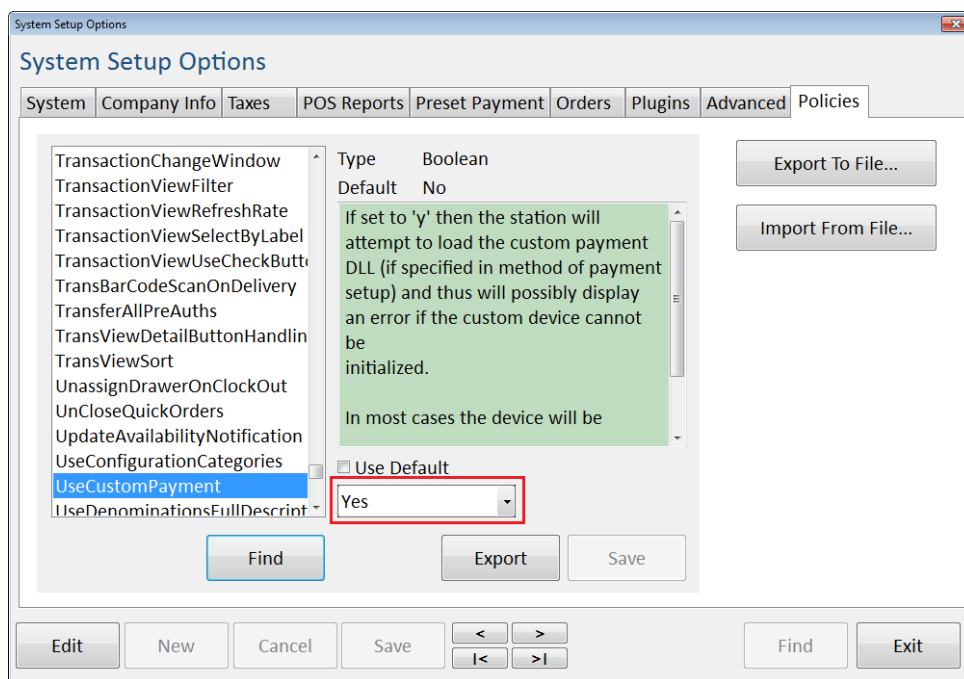 System Setup Options
System Setup Options
System
Company Info
Taxes
POS Reports
Preset Payment
Orders
Plugins
Advanced
Policies
TransactionChangeWindow
TransactionViewFilter
TransactionViewRefreshRate
TransactionViewSelectByLabel
TransactionViewUseCheckButt
TransBarCodeScanOnDelivery
TransferAllPreAuths
TransViewDetailButtonHandlin
TransViewSort
UnassignDrawerOnClockOut
UnCloseQuickOrders
UpdateAvailabilityNotification
UseConfigurationCategories
UseCustomPayment
UseDenominationsFullDescript
Type Boolean
Default No
If set to 'y' then the station will
attempt to load the custom payment
DLL (if specified in method of payment
setup) and thus will possibly display
an error if the custom device cannot
be
initialized.
In most cases the device will be
Use Default
Yes
Find
Export
Save
Export To File...
Import From File...
Edit
New
Cancel
Save
<
>
|<
>|
Find
Exit